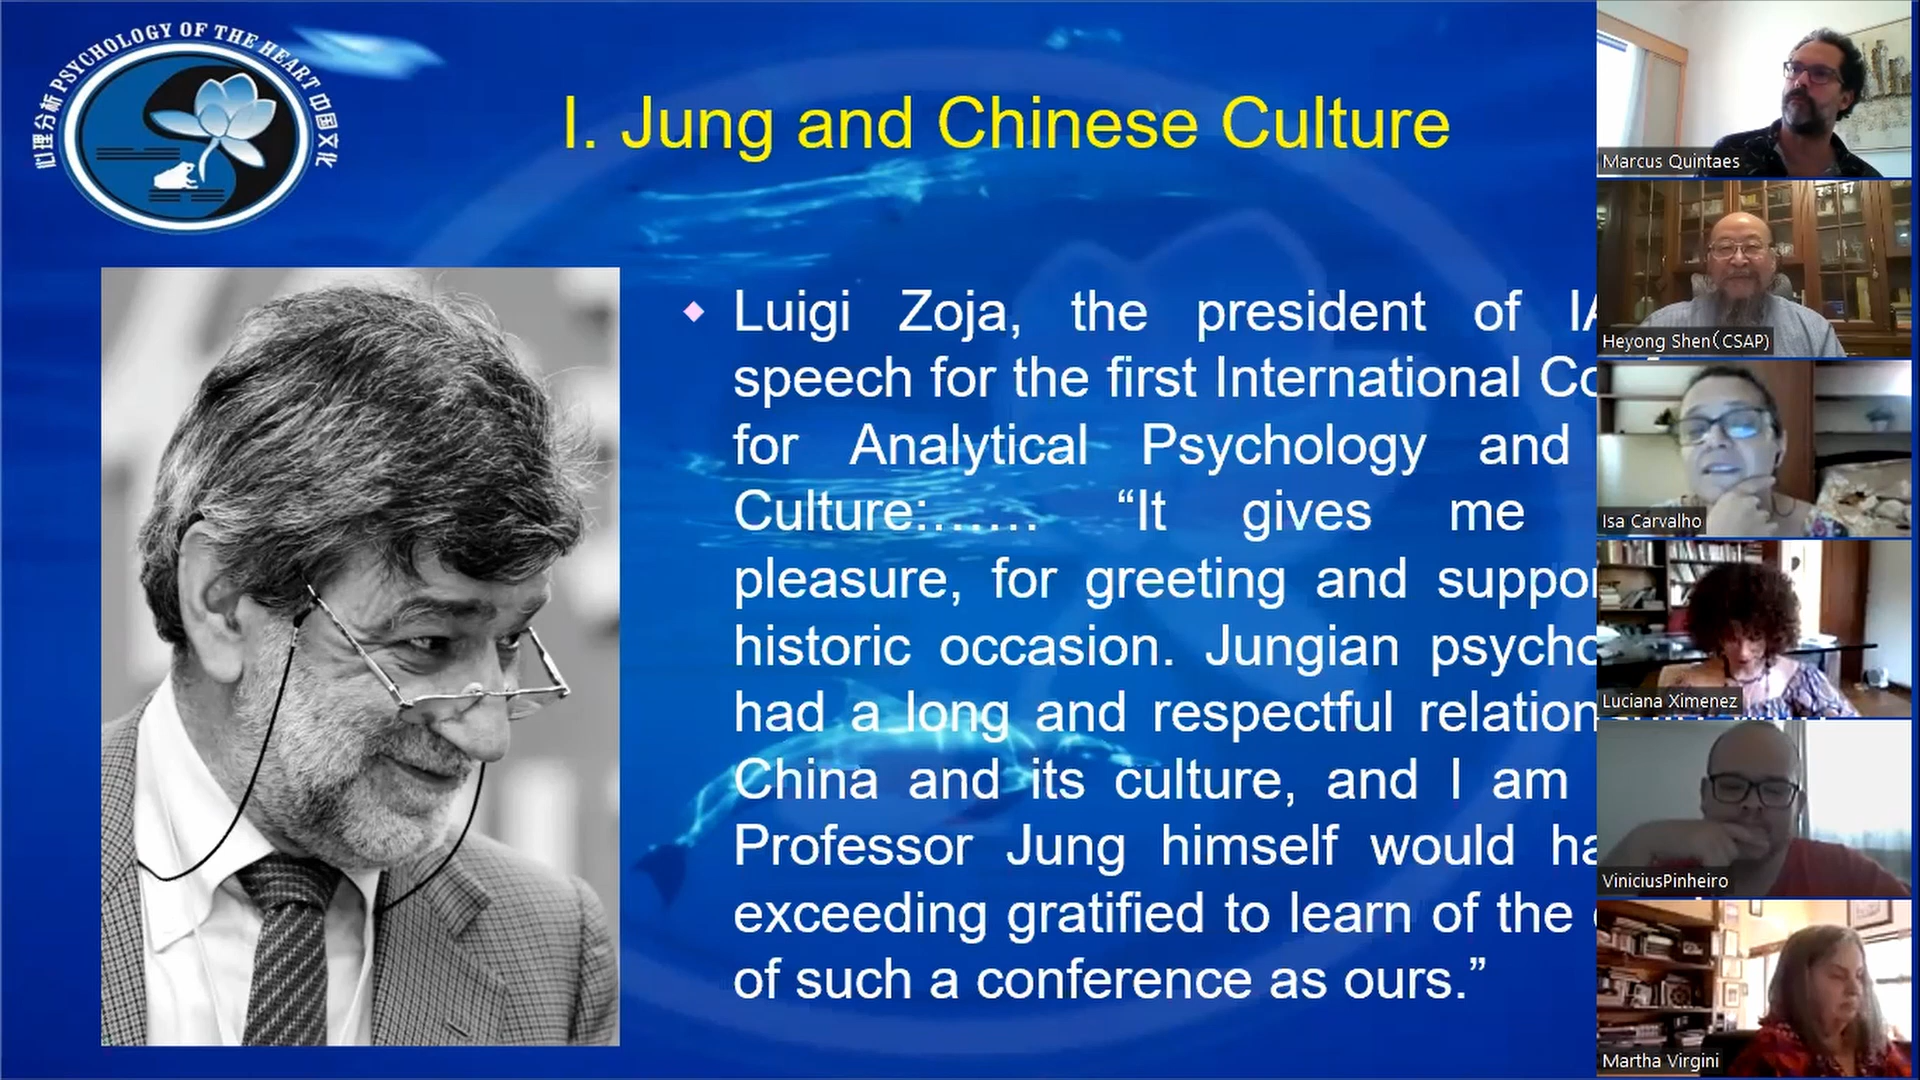 心理分析 PSYCHOLOGY OF THE HEART 中国文化
I. Jung and Chinese Culture
Luigi Zoja, the president of
speech for the first International
for Analytical Psychology and
Culture:...... “It gives me
pleasure, for greeting and
historic occasion. Jungian
had a long and respectful
China and its culture, and I am
Professor Jung himself would
exceeding gratified to learn of the
of such a conference as ours.”
Marcus Quintaes
Heyong Shen(CSAP)
Isa Carvalho
Luciana Ximenez
ViniciusPinheiro
Martha Virgini